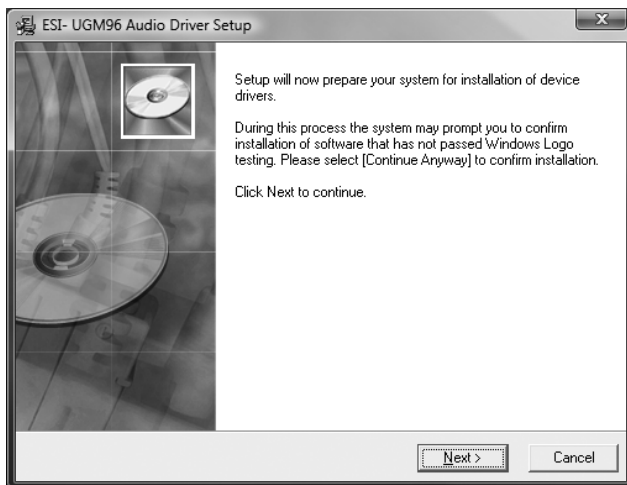 ESI- UGM96 Audio Driver Setup
Setup will now prepare your system for installation of device
drivers.
During this process the system may prompt you to confirm
installation of software that has not passed Windows Logo
testing. Please select [Continue Anyway] to confirm installation.
Click Next to continue.
Next >
Cancel